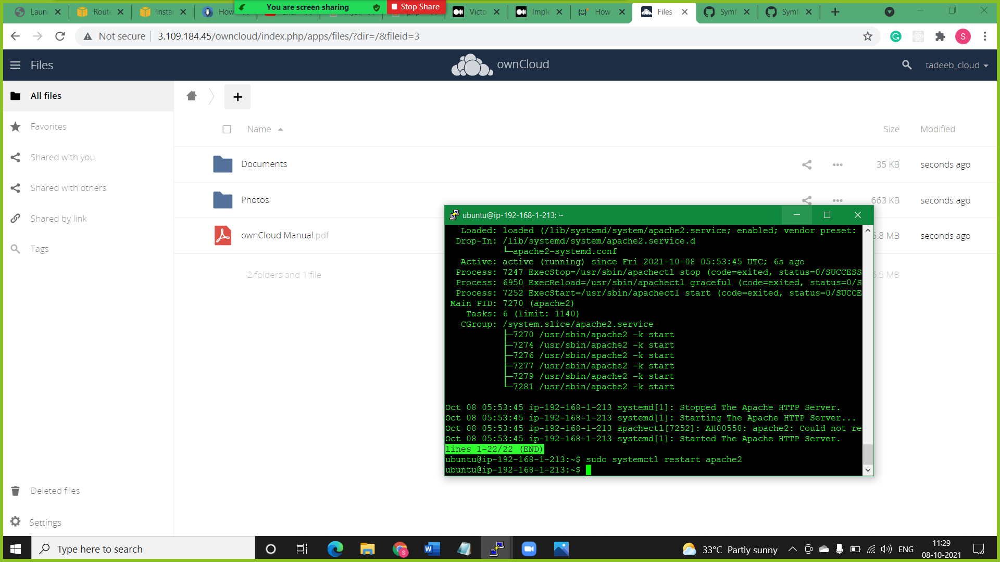 You are screen sharing
Stop Share
Laun
Route
Instar
How
Victo
Imple
How
Files
Symf
Symf
Not secure
3.109.184.45/owncloud/index.php/apps/files/?dir=/&fileid=3
S
Files
ownCloud
tadeeb_cloud
All files
Favorites
Shared with you
Shared with others
Shared by link
Tags
Deleted files
Settings
+
Name
Size
Modified
Documents
35 KB
seconds ago
Photos
663 KB
seconds ago
ownCloud Manual.pdf
.8 MB
seconds ago
2 folders and 1 file
.5 MB
ubuntu@ip-192-168-1-213: ~
Loaded: loaded (/lib/systemd/system/apache2.service; enabled; vendor preset:
Drop-In: /lib/systemd/system/apache2.service.d
└─apache2-systemd.conf
Active: active (running) since Fri 2021-10-08 05:53:45 UTC; 6s ago
Process: 7247 ExecStop=/usr/sbin/apachectl stop (code=exited, status=0/SUCCESS
Process: 6950 ExecReload=/usr/sbin/apachectl graceful (code=exited, status=0/S
Process: 7252 ExecStart=/usr/sbin/apachectl start (code=exited, status=0/SUCCE
Main PID: 7270 (apache2)
Tasks: 6 (limit: 1140)
CGroup: /system.slice/apache2.service
├─7270 /usr/sbin/apache2 -k start
├─7274 /usr/sbin/apache2 -k start
├─7276 /usr/sbin/apache2 -k start
├─7277 /usr/sbin/apache2 -k start
├─7279 /usr/sbin/apache2 -k start
└─7281 /usr/sbin/apache2 -k start
Oct 08 05:53:45 ip-192-168-1-213 systemd[1]: Stopped The Apache HTTP Server.
Oct 08 05:53:45 ip-192-168-1-213 systemd[1]: Starting The Apache HTTP Server...
Oct 08 05:53:45 ip-192-168-1-213 apachectl[7252]: AH00558: apache2: Could not re
Oct 08 05:53:45 ip-192-168-1-213 systemd[1]: Started The Apache HTTP Server.
lines 1-22/22 (END)
ubuntu@ip-192-168-1-213:~$ sudo systemctl restart apache2
ubuntu@ip-192-168-1-213:~$
Type here to search
33°C Partly sunny
ENG
11:29
08-10-2021